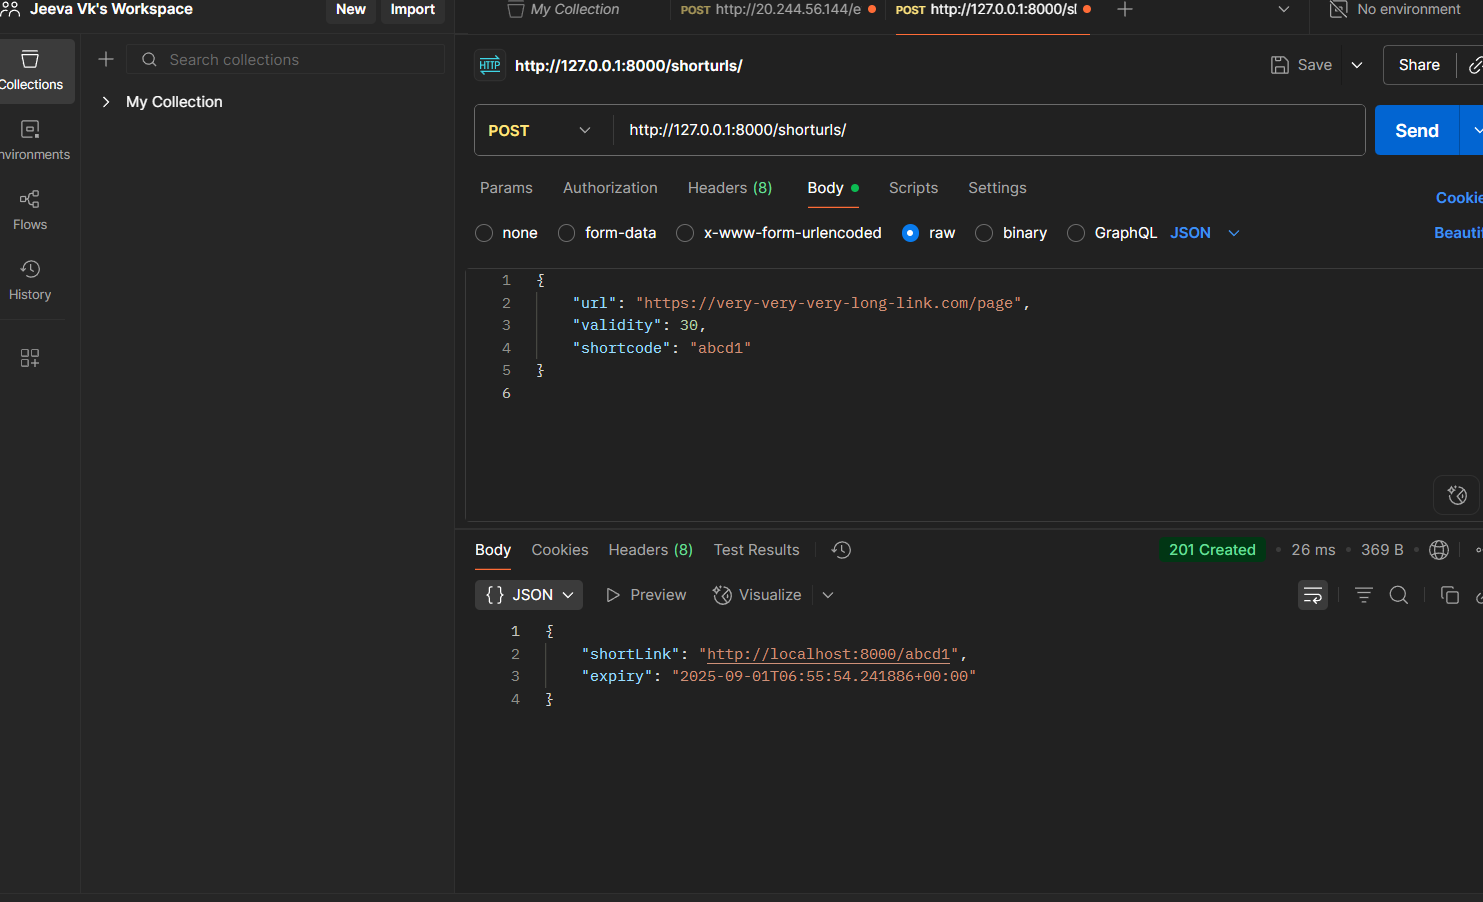 Jeeva Vk's Workspace
New
Import
My Collection
POST http://20.244.56.144/e
POST http://127.0.0.1:8000/sl
No environment
Collections
Search collections
My Collection
nvironments
Flows
History
HTTP
http://127.0.0.1:8000/shorturls/
Save
Share
POST
http://127.0.0.1:8000/shorturls/
Send
Params Authorization Headers (8) Body Scripts Settings
Cookie
none form-data x-www-form-urlencoded raw binary GraphQL JSON
Beautif
1 {
2 "url": "https://very-very-very-long-link.com/page",
3 "validity": 30,
4 "shortcode": "abcd1"
5 }
6
Body Cookies Headers (8) Test Results
201 Created • 26 ms • 369 B
{} JSON Preview Visualize
1 {
2 "shortLink": "http://localhost:8000/abcd1",
3 "expiry": "2025-09-01T06:55:54.241886+00:00"
4 }